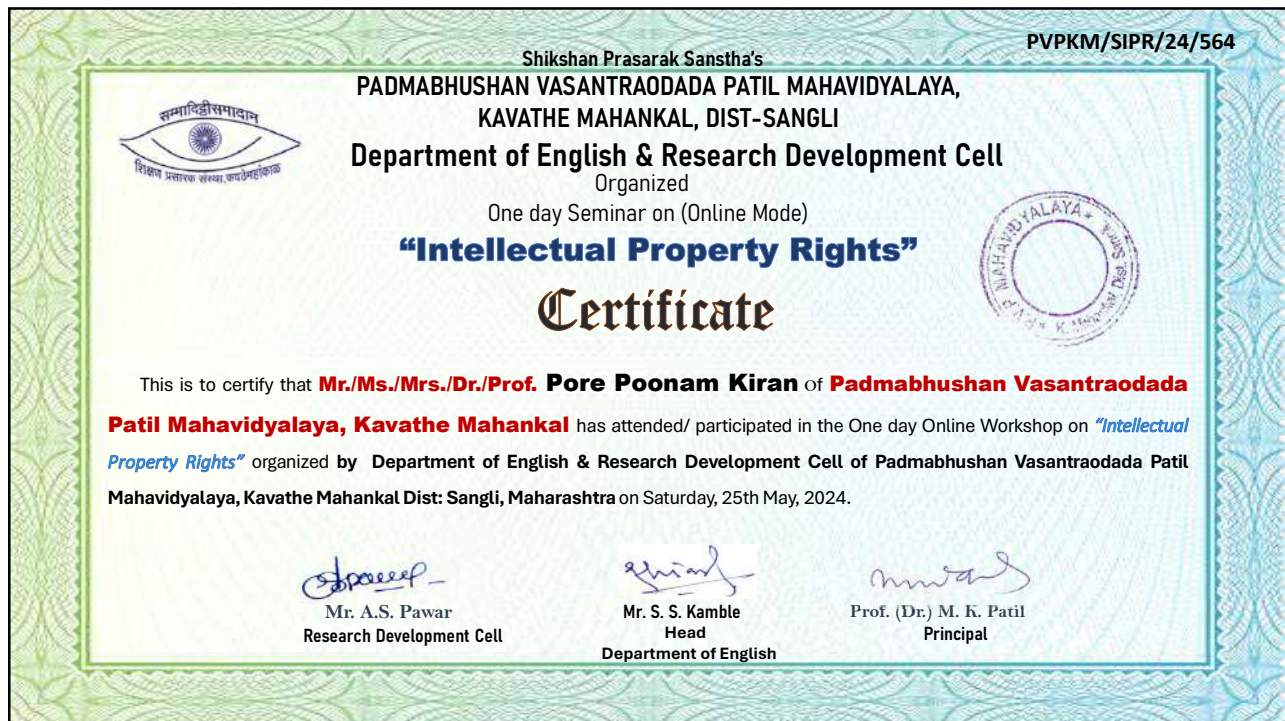 PVPKM/SIPR/24/564
Shikshan Prasarak Sanstha's
PADMABHUSHAN VASANTRAODADA PATIL MAHAVIDYALAYA,
KAVATHE MAHANKAL, DIST-SANGLI
सम्मादिट्ठीसमादान
शिक्षण प्रसारक संस्था, कवठेमहांकाळ
Department of English & Research Development Cell
Organized
One day Seminar on (Online Mode)
“Intellectual Property Rights”
P.V.P. MAHAVIDYALAYA * K. Mahankal Dist. Sangli *
Certificate
This is to certify that Mr./Ms./Mrs./Dr./Prof. Pore Poonam Kiran of Padmabhushan Vasantraodada
Patil Mahavidyalaya, Kavathe Mahankal has attended/ participated in the One day Online Workshop on “Intellectual
Property Rights” organized by Department of English & Research Development Cell of Padmabhushan Vasantraodada Patil
Mahavidyalaya, Kavathe Mahankal Dist: Sangli, Maharashtra on Saturday, 25th May, 2024.
Mr. A.S. Pawar
Research Development Cell
Mr. S. S. Kamble
Head
Department of English
Prof. (Dr.) M. K. Patil
Principal